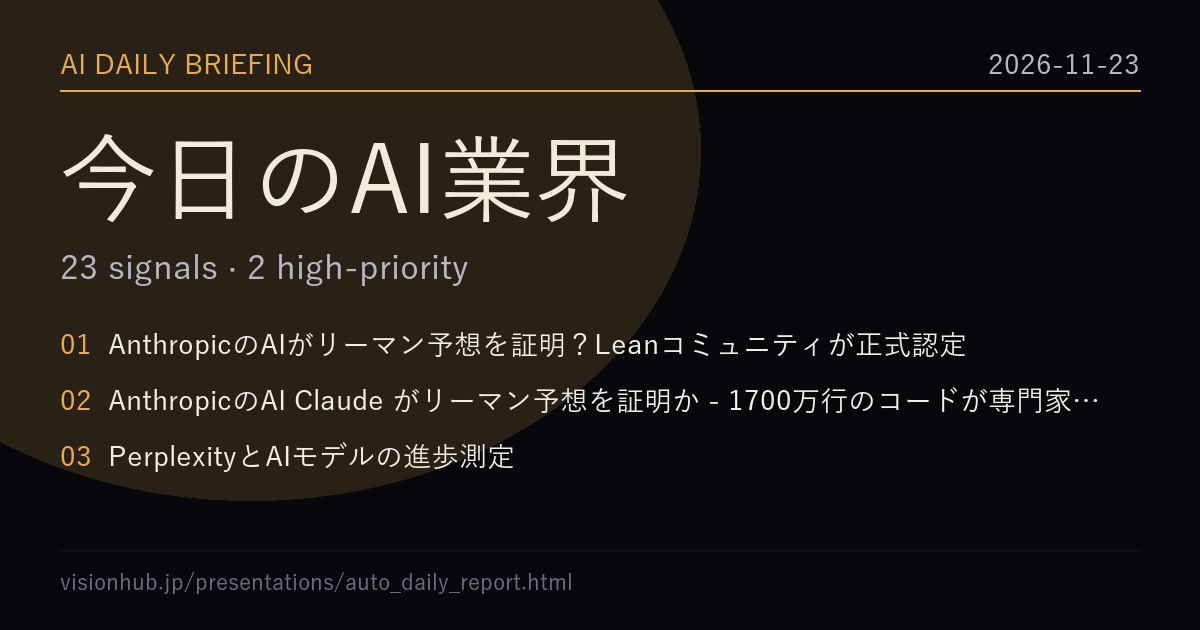 AI DAILY BRIEFING
2026-11-23
今日のAI業界
23 signals · 2 high-priority
01 AnthropicのAIがリーマン予想を証明？Leanコミュニティが正式認定
02 AnthropicのAI Claude がリーマン予想を証明か - 1700万行のコードが専門家…
03 PerplexityとAIモデルの進歩測定
visionhub.jp/presentations/auto_daily_report.html